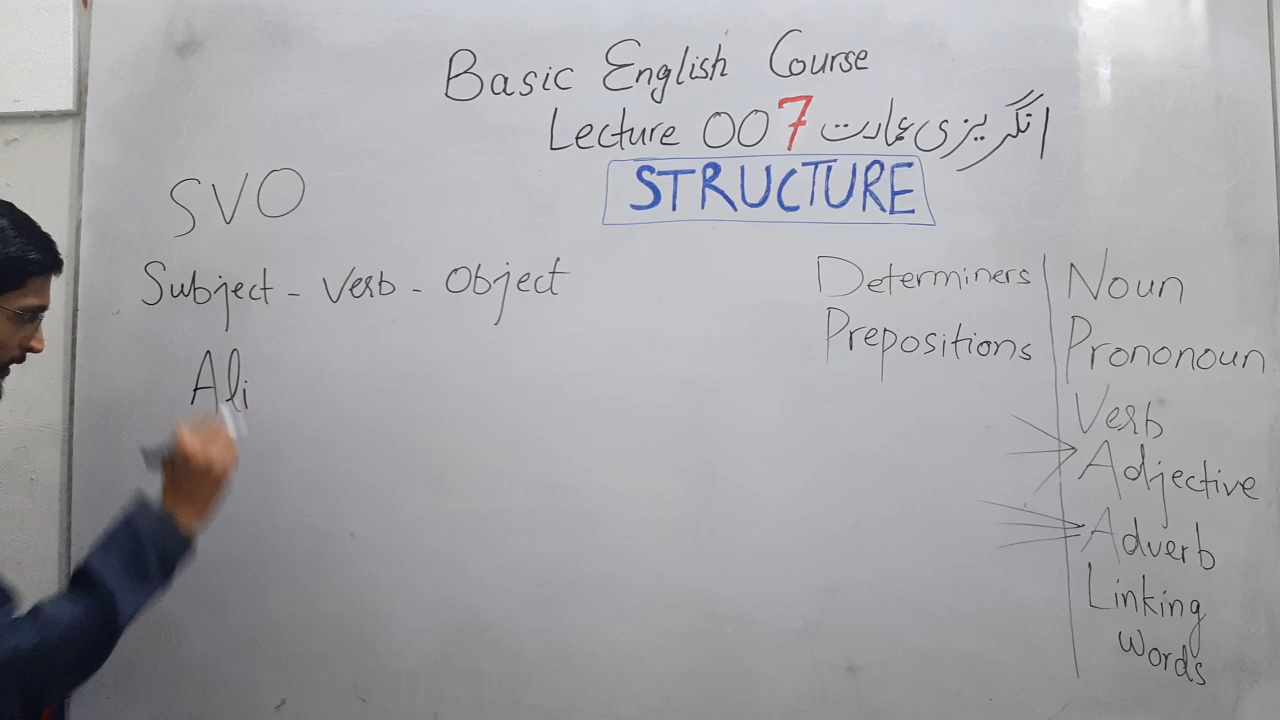 Basic English Course
Lecture 007 انگریزی عمارت
STRUCTURE
SVO
Subject - Verb - Object
Ali
Determiners
Prepositions
Noun
Prononoun
Verb
Adjective
Adverb
Linking
words